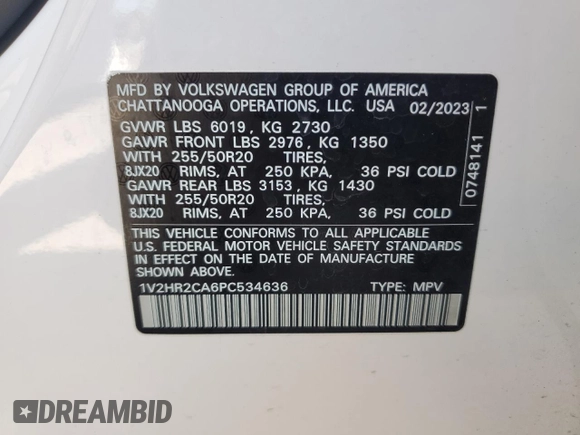 MFD BY VOLKSWAGEN GROUP OF AMERICA
CHATTANOOGA OPERATIONS, LLC. USA 02/2023 1
GVWR LBS 6019, KG 2730
GAWR FRONT LBS 2976, KG 1350
WITH 255/50R20 TIRES,
8JX20 RIMS, AT 250 KPA, 36 PSI COLD
GAWR REAR LBS 3153, KG 1430
WITH 255/50R20 TIRES,
8JX20 RIMS, AT 250 KPA, 36 PSI COLD
0748141
THIS VEHICLE CONFORMS TO ALL APPLICABLE
U.S. FEDERAL MOTOR VEHICLE SAFETY STANDARDS
IN EFFECT ON THE DATE OF MANUFACTURE
SHOWN ABOVE.
1V2HR2CA6PC534636 TYPE: MPV
DREAMBID